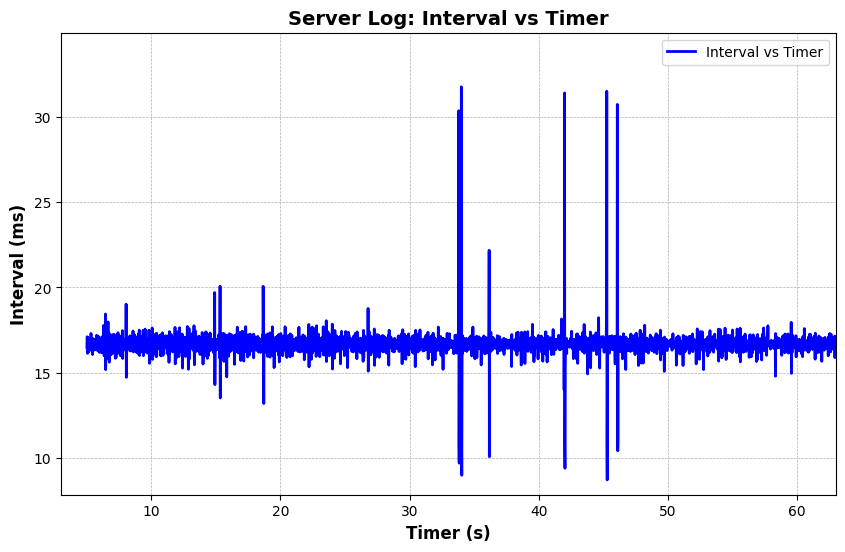 Server Log: Interval vs Timer
Interval vs Timer
30
25
20
15
10
Interval (ms)
10 20 30 40 50 60
Timer (s)